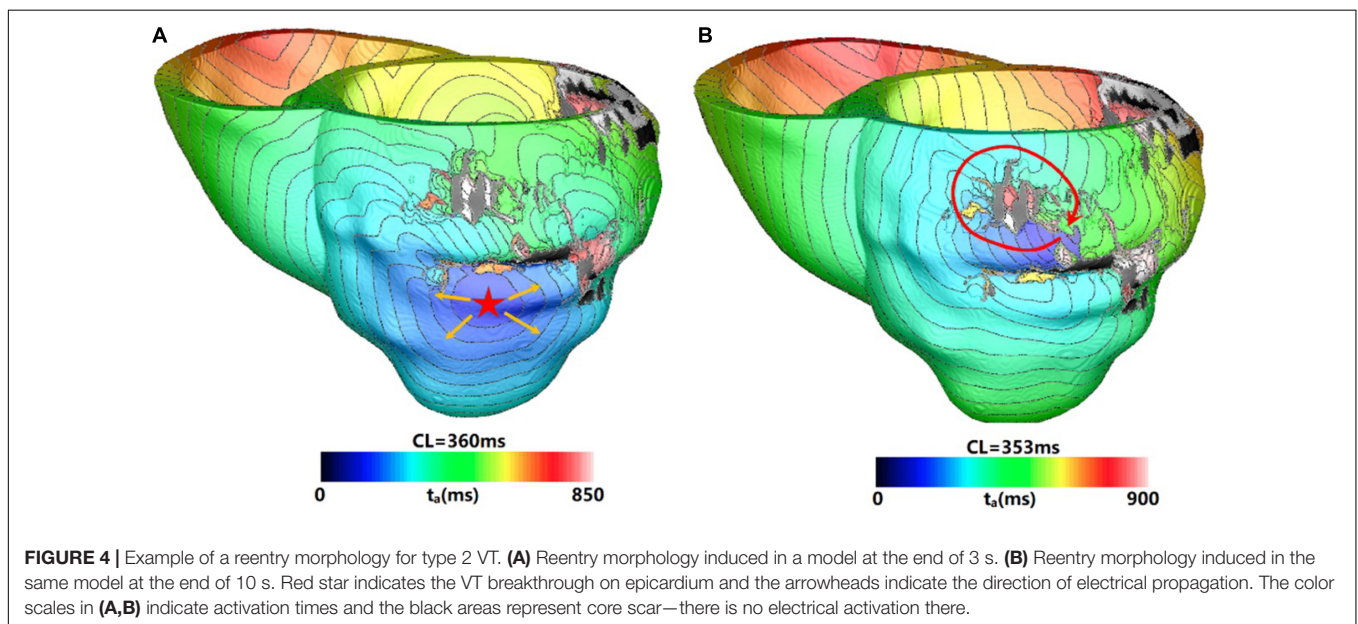 A
B
CL=360ms
0
850
tₐ(ms)
CL=353ms
0
900
tₐ(ms)
FIGURE 4 | Example of a reentry morphology for type 2 VT. (A) Reentry morphology induced in a model at the end of 3 s. (B) Reentry morphology induced in the
same model at the end of 10 s. Red star indicates the VT breakthrough on epicardium and the arrowheads indicate the direction of electrical propagation. The color
scales in (A,B) indicate activation times and the black areas represent core scar—there is no electrical activation there.